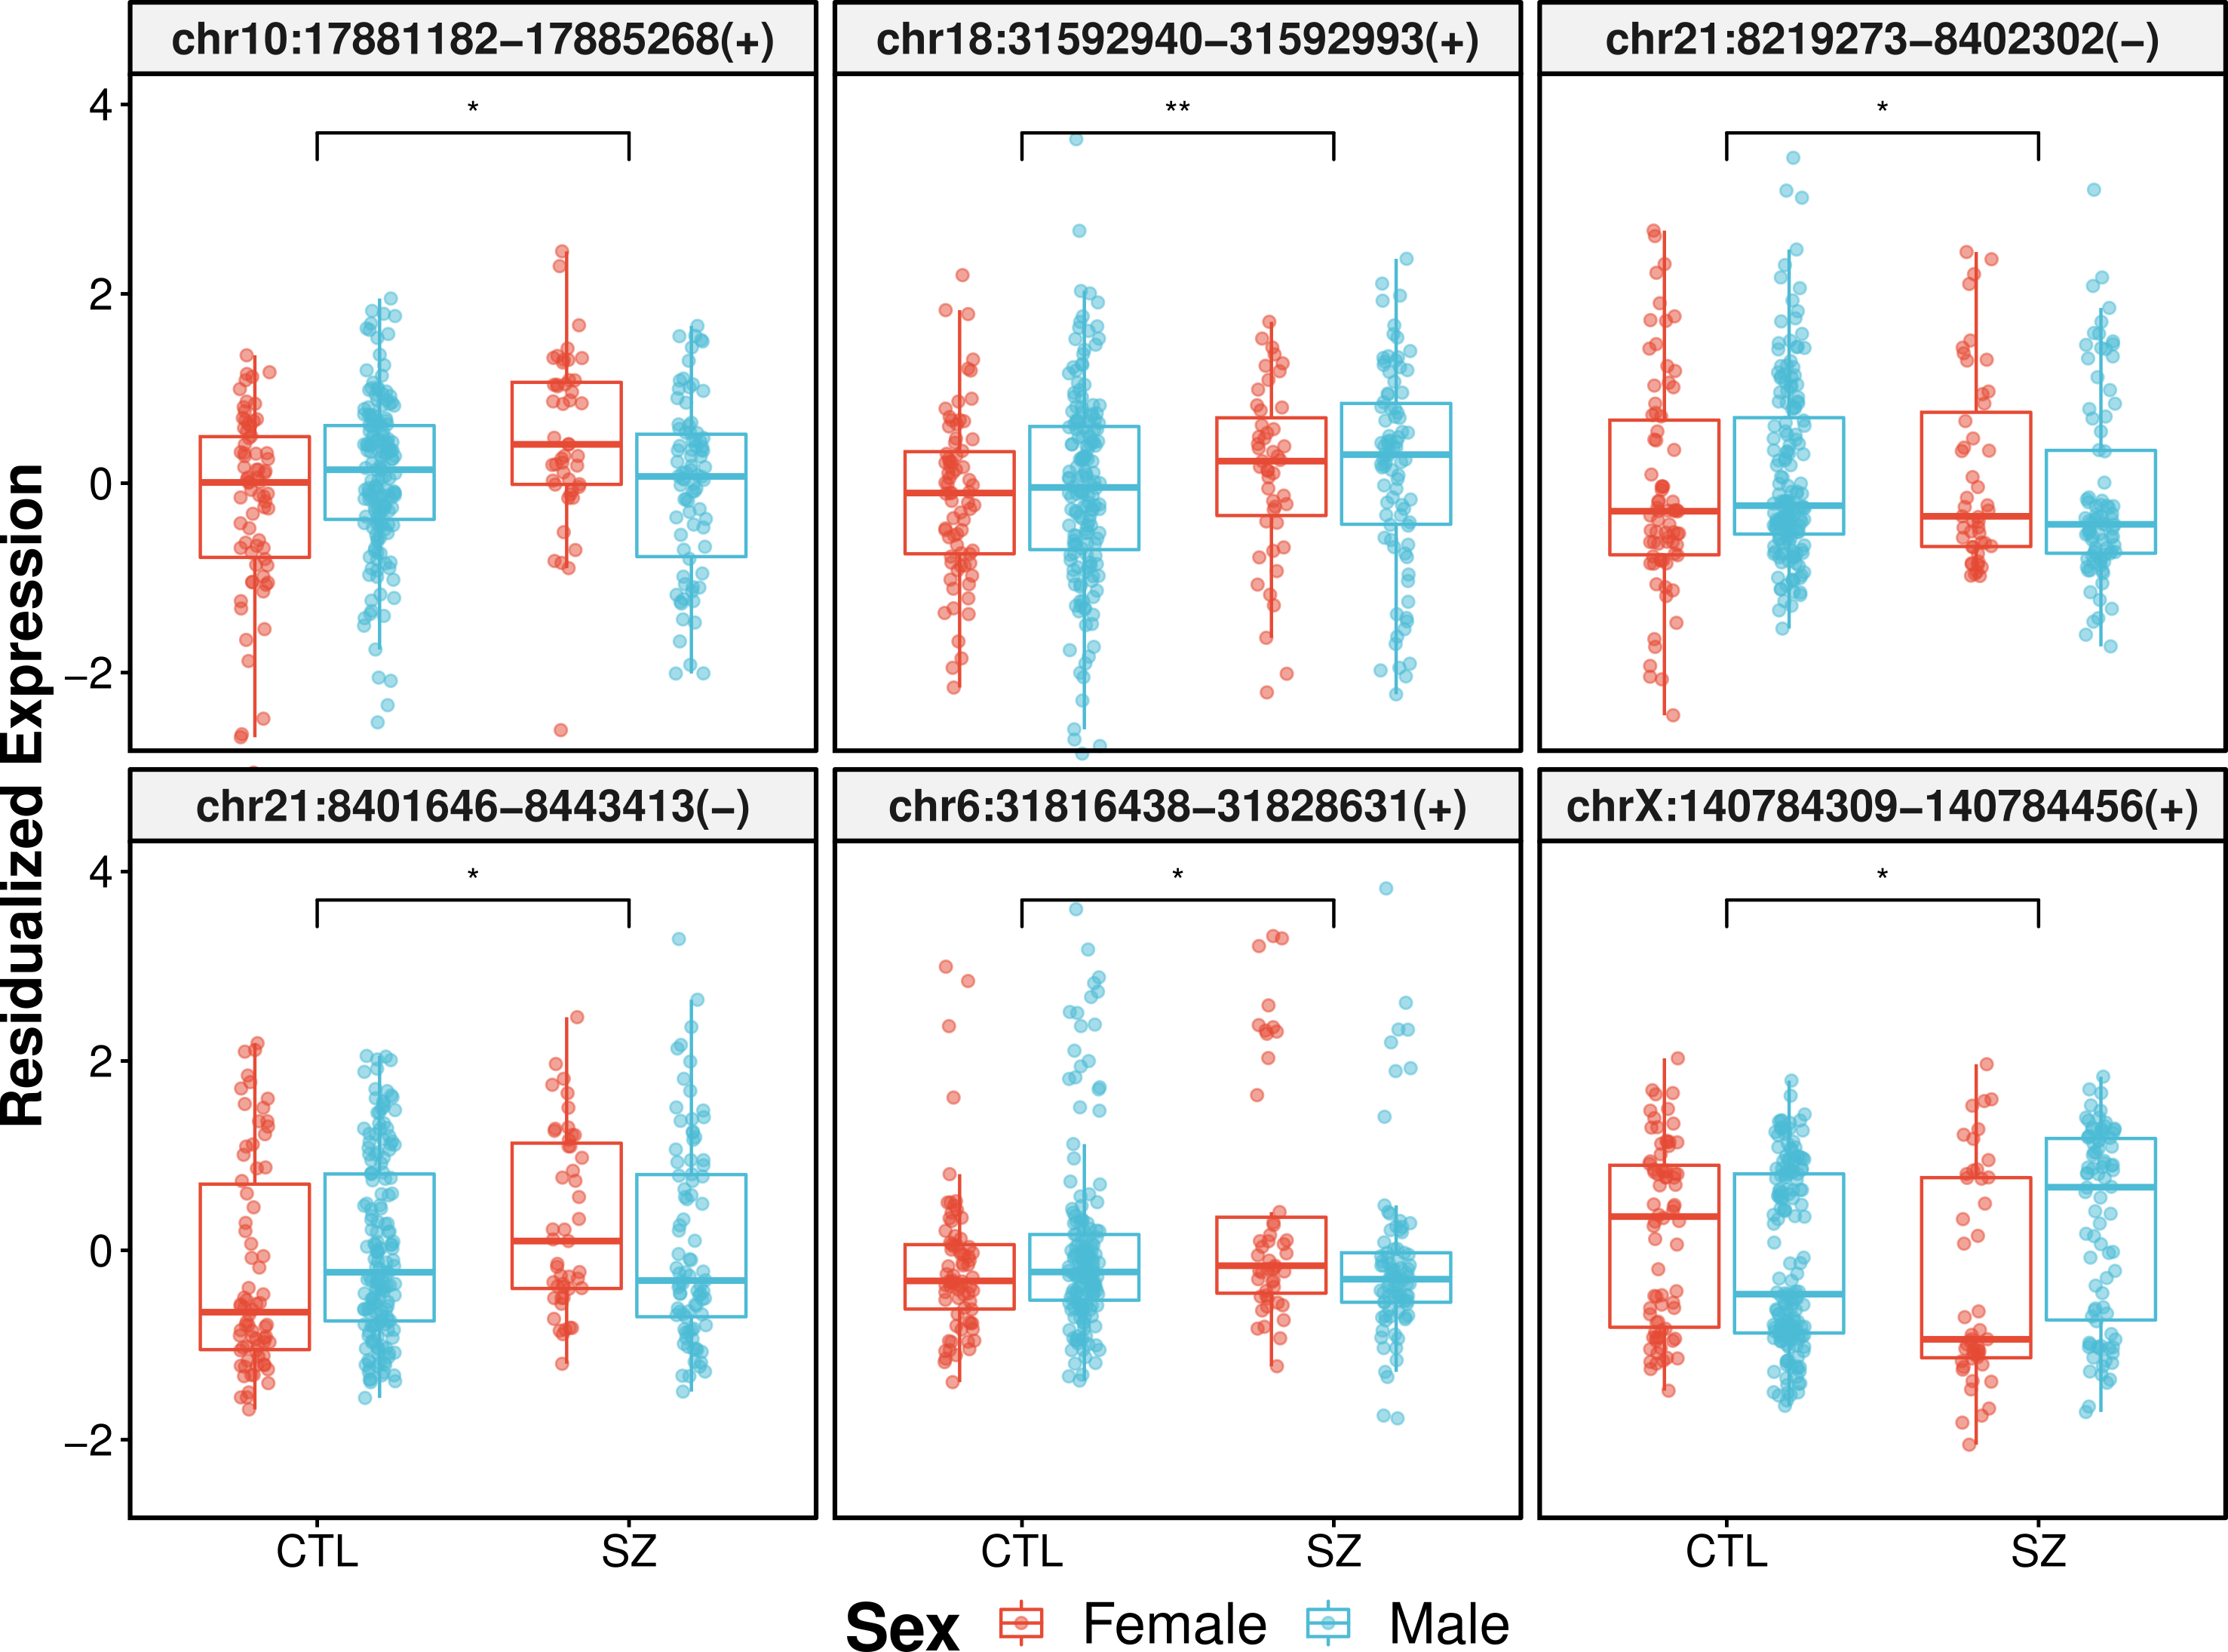 chr10:17881182−17885268(+) chr18:31592940−31592993(+) chr21:8219273−8402302(−)
* ** *
4
2
0
−2
Residualized Expression
chr21:8401646−8443413(−) chr6:31816438−31828631(+) chrX:140784309−140784456(+)
* * *
4
2
0
−2
CTL SZ CTL SZ CTL SZ
Sex Female Male